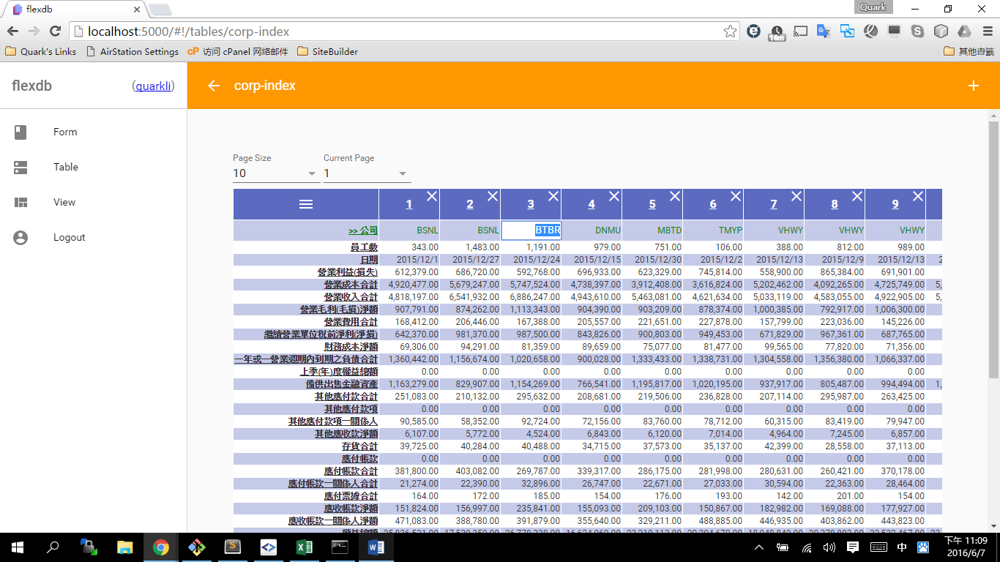 flexdb
Quark
localhost:5000/#!/tables/corp-index
16m
Quark's Links AirStation Settings cP 访问 cPanel 网络邮件 SiteBuilder 其他書籤
flexdb (quarkli) corp-index
Form
Table
View
Logout
Page Size Current Page
10 1
1 2 3 4 5 6 7 8 9
>> 公司 BSNL BSNL BTBR DNMU MBTD TMYP VHWY VHWY VHWY
員工數 343.00 1,483.00 1,191.00 979.00 751.00 106.00 388.00 812.00 989.00
日期 2015/12/1 2015/12/27 2015/12/24 2015/12/15 2015/12/30 2015/12/2 2015/12/13 2015/12/9 2015/12/13 2
營業利益(損失) 612,379.00 686,720.00 592,768.00 696,933.00 623,329.00 745,814.00 558,900.00 865,384.00 691,901.00
營業成本合計 4,920,477.00 5,679,247.00 5,747,524.00 4,738,397.00 3,912,408.00 3,616,824.00 5,202,462.00 4,092,265.00 4,725,749.00 5,
營業收入合計 4,818,197.00 6,541,932.00 6,886,247.00 4,943,610.00 5,463,081.00 4,621,634.00 5,033,119.00 4,583,055.00 4,922,905.00 5,
營業毛利(毛損)淨額 907,791.00 874,262.00 1,113,343.00 904,390.00 903,209.00 878,374.00 1,000,385.00 792,917.00 1,006,300.00
營業費用合計 168,412.00 206,446.00 167,388.00 205,557.00 221,651.00 227,878.00 157,799.00 223,036.00 145,226.00
繼續營業單位稅前淨利(淨損) 642,370.00 981,370.00 987,500.00 843,826.00 900,803.00 949,453.00 671,829.00 967,361.00 687,765.00
財務成本淨額 69,306.00 94,291.00 81,359.00 89,659.00 75,077.00 81,477.00 99,565.00 77,820.00 71,356.00
一年或一營業週期內到期之負債合計 1,360,442.00 1,156,674.00 1,020,658.00 900,028.00 1,333,433.00 1,338,731.00 1,304,558.00 1,356,380.00 1,066,337.00
上季(年)度權益總額 0.00 0.00 0.00 0.00 0.00 0.00 0.00 0.00 0.00
備供出售金融資產 1,163,279.00 829,907.00 1,154,269.00 766,541.00 1,195,817.00 1,020,195.00 937,917.00 805,487.00 994,494.00 1,
其他應付款合計 251,083.00 210,132.00 295,632.00 208,681.00 219,506.00 236,828.00 207,114.00 295,987.00 263,425.00
其他應付款項 0.00 0.00 0.00 0.00 0.00 0.00 0.00 0.00 0.00
其他應付款項－關係人 90,585.00 58,352.00 92,724.00 72,156.00 83,760.00 78,712.00 60,315.00 83,419.00 79,947.00
其他應收款淨額 6,107.00 5,772.00 4,524.00 6,843.00 6,120.00 7,014.00 4,964.00 7,245.00 6,857.00
存貨合計 39,725.00 40,284.00 40,488.00 34,715.00 37,573.00 35,137.00 42,399.00 28,558.00 37,113.00
應付帳款 0.00 0.00 0.00 0.00 0.00 0.00 0.00 0.00 0.00
應付帳款合計 381,800.00 403,082.00 269,787.00 339,317.00 286,175.00 281,998.00 280,631.00 260,421.00 370,178.00
應付帳款－關係人合計 21,274.00 22,390.00 32,896.00 26,747.00 22,671.00 27,033.00 30,594.00 22,363.00 28,464.00
應付票據合計 164.00 172.00 185.00 154.00 176.00 193.00 142.00 201.00 154.00
應收帳款淨額 151,824.00 156,997.00 235,841.00 155,093.00 209,103.00 150,867.00 182,982.00 169,088.00 177,927.00
應收帳款－關係人淨額 471,083.00 388,780.00 391,879.00 355,640.00 329,211.00 488,885.00 446,935.00 403,862.00 443,823.00
中
下午 11:09
2016/6/7